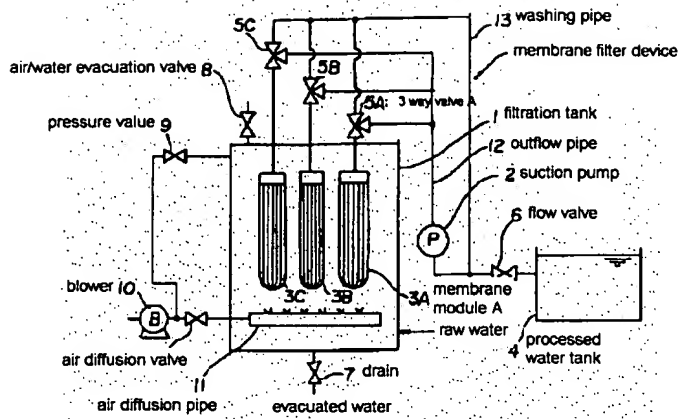 13 washing pipe
5C
membrane filter device
air/water evacuation valve 8
5B
5A: 3 way valve A
1 filtration tank
pressure value 9
12 outflow pipe
2 suction pump
6 flow valve
P
3C
3B
3A
membrane
module A
blower 10
B
raw water
4 processed
water tank
air diffusion valve
11
7 drain
air diffusion pipe
evacuated water